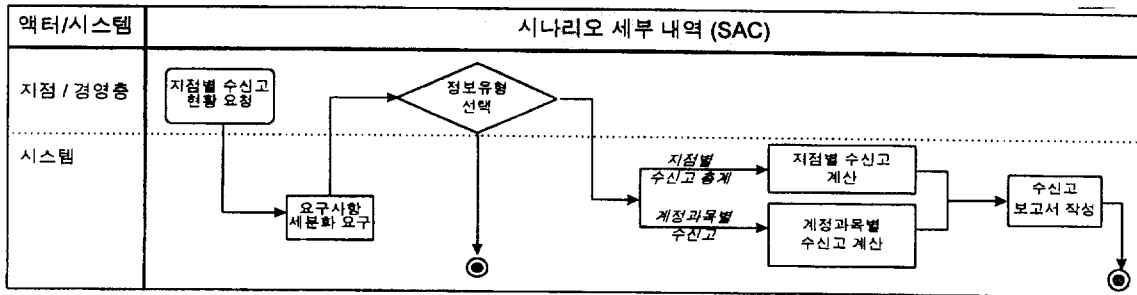 액터/시스템
시나리오 세부 내역 (SAC)
지점 / 경영층
지점별 수신고
현황 요청
정보유형
선택
시스템
요구사항
세분화 요구
지점별
수신고 총계
지점별 수신고
계산
계정과목별
수신고
계정과목별
수신고 계산
수신고
보고서 작성